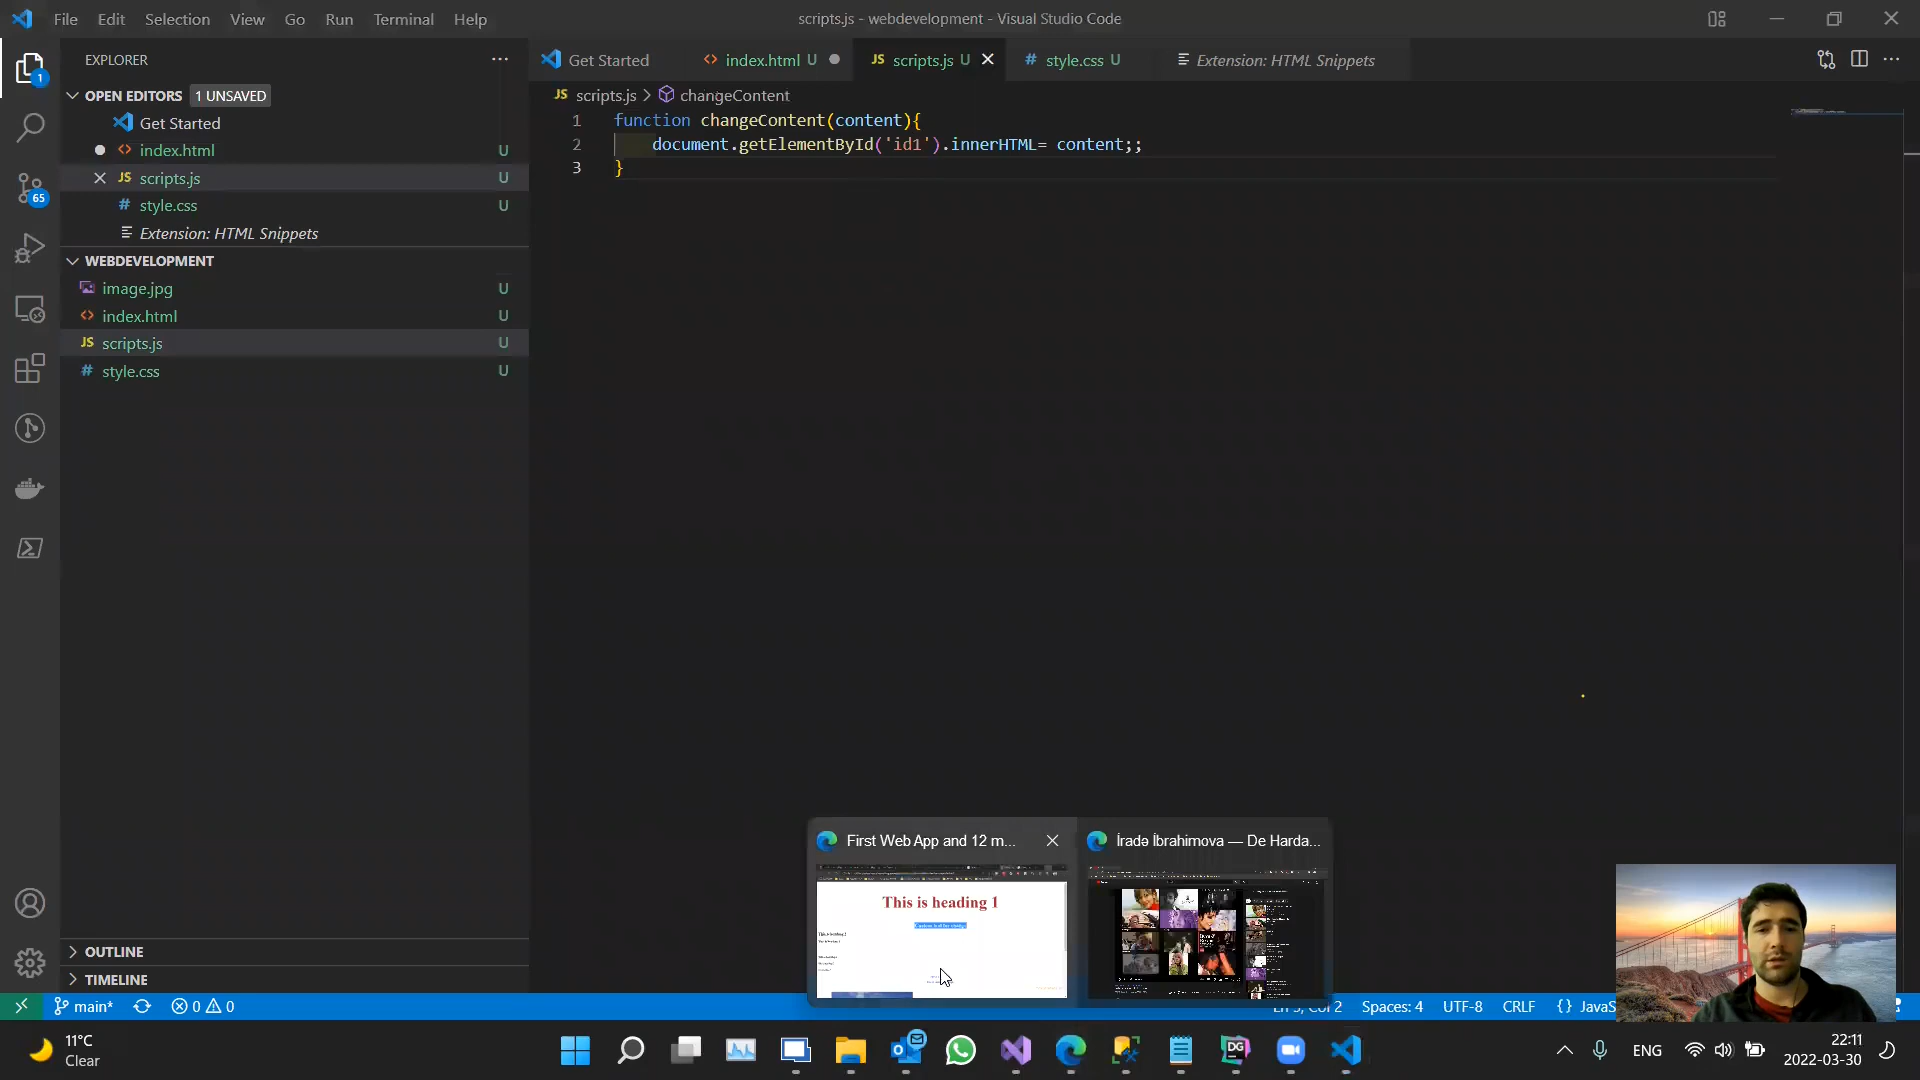 File Edit Selection View Go Run Terminal Help
scripts.js - webdevelopment - Visual Studio Code
EXPLORER
OPEN EDITORS 1 UNSAVED
Get Started
index.html U
scripts.js U
style.css U
Extension: HTML Snippets
WEBDEVELOPMENT
image.jpg U
index.html U
scripts.js U
style.css U
OUTLINE
TIMELINE
1
65
Get Started index.html U scripts.js U style.css U Extension: HTML Snippets
scripts.js > changeContent
1 function changeContent(content){
2 document.getElementById('id1').innerHTML= content;;
3 }
First Web App and 12 m...
This is heading 1
İradə İbrahimova — De Harda...
main* 0 0
Spaces: 4 UTF-8 CRLF {} JavaS
11°C
Clear
DG
ENG
22:11
2022-03-30